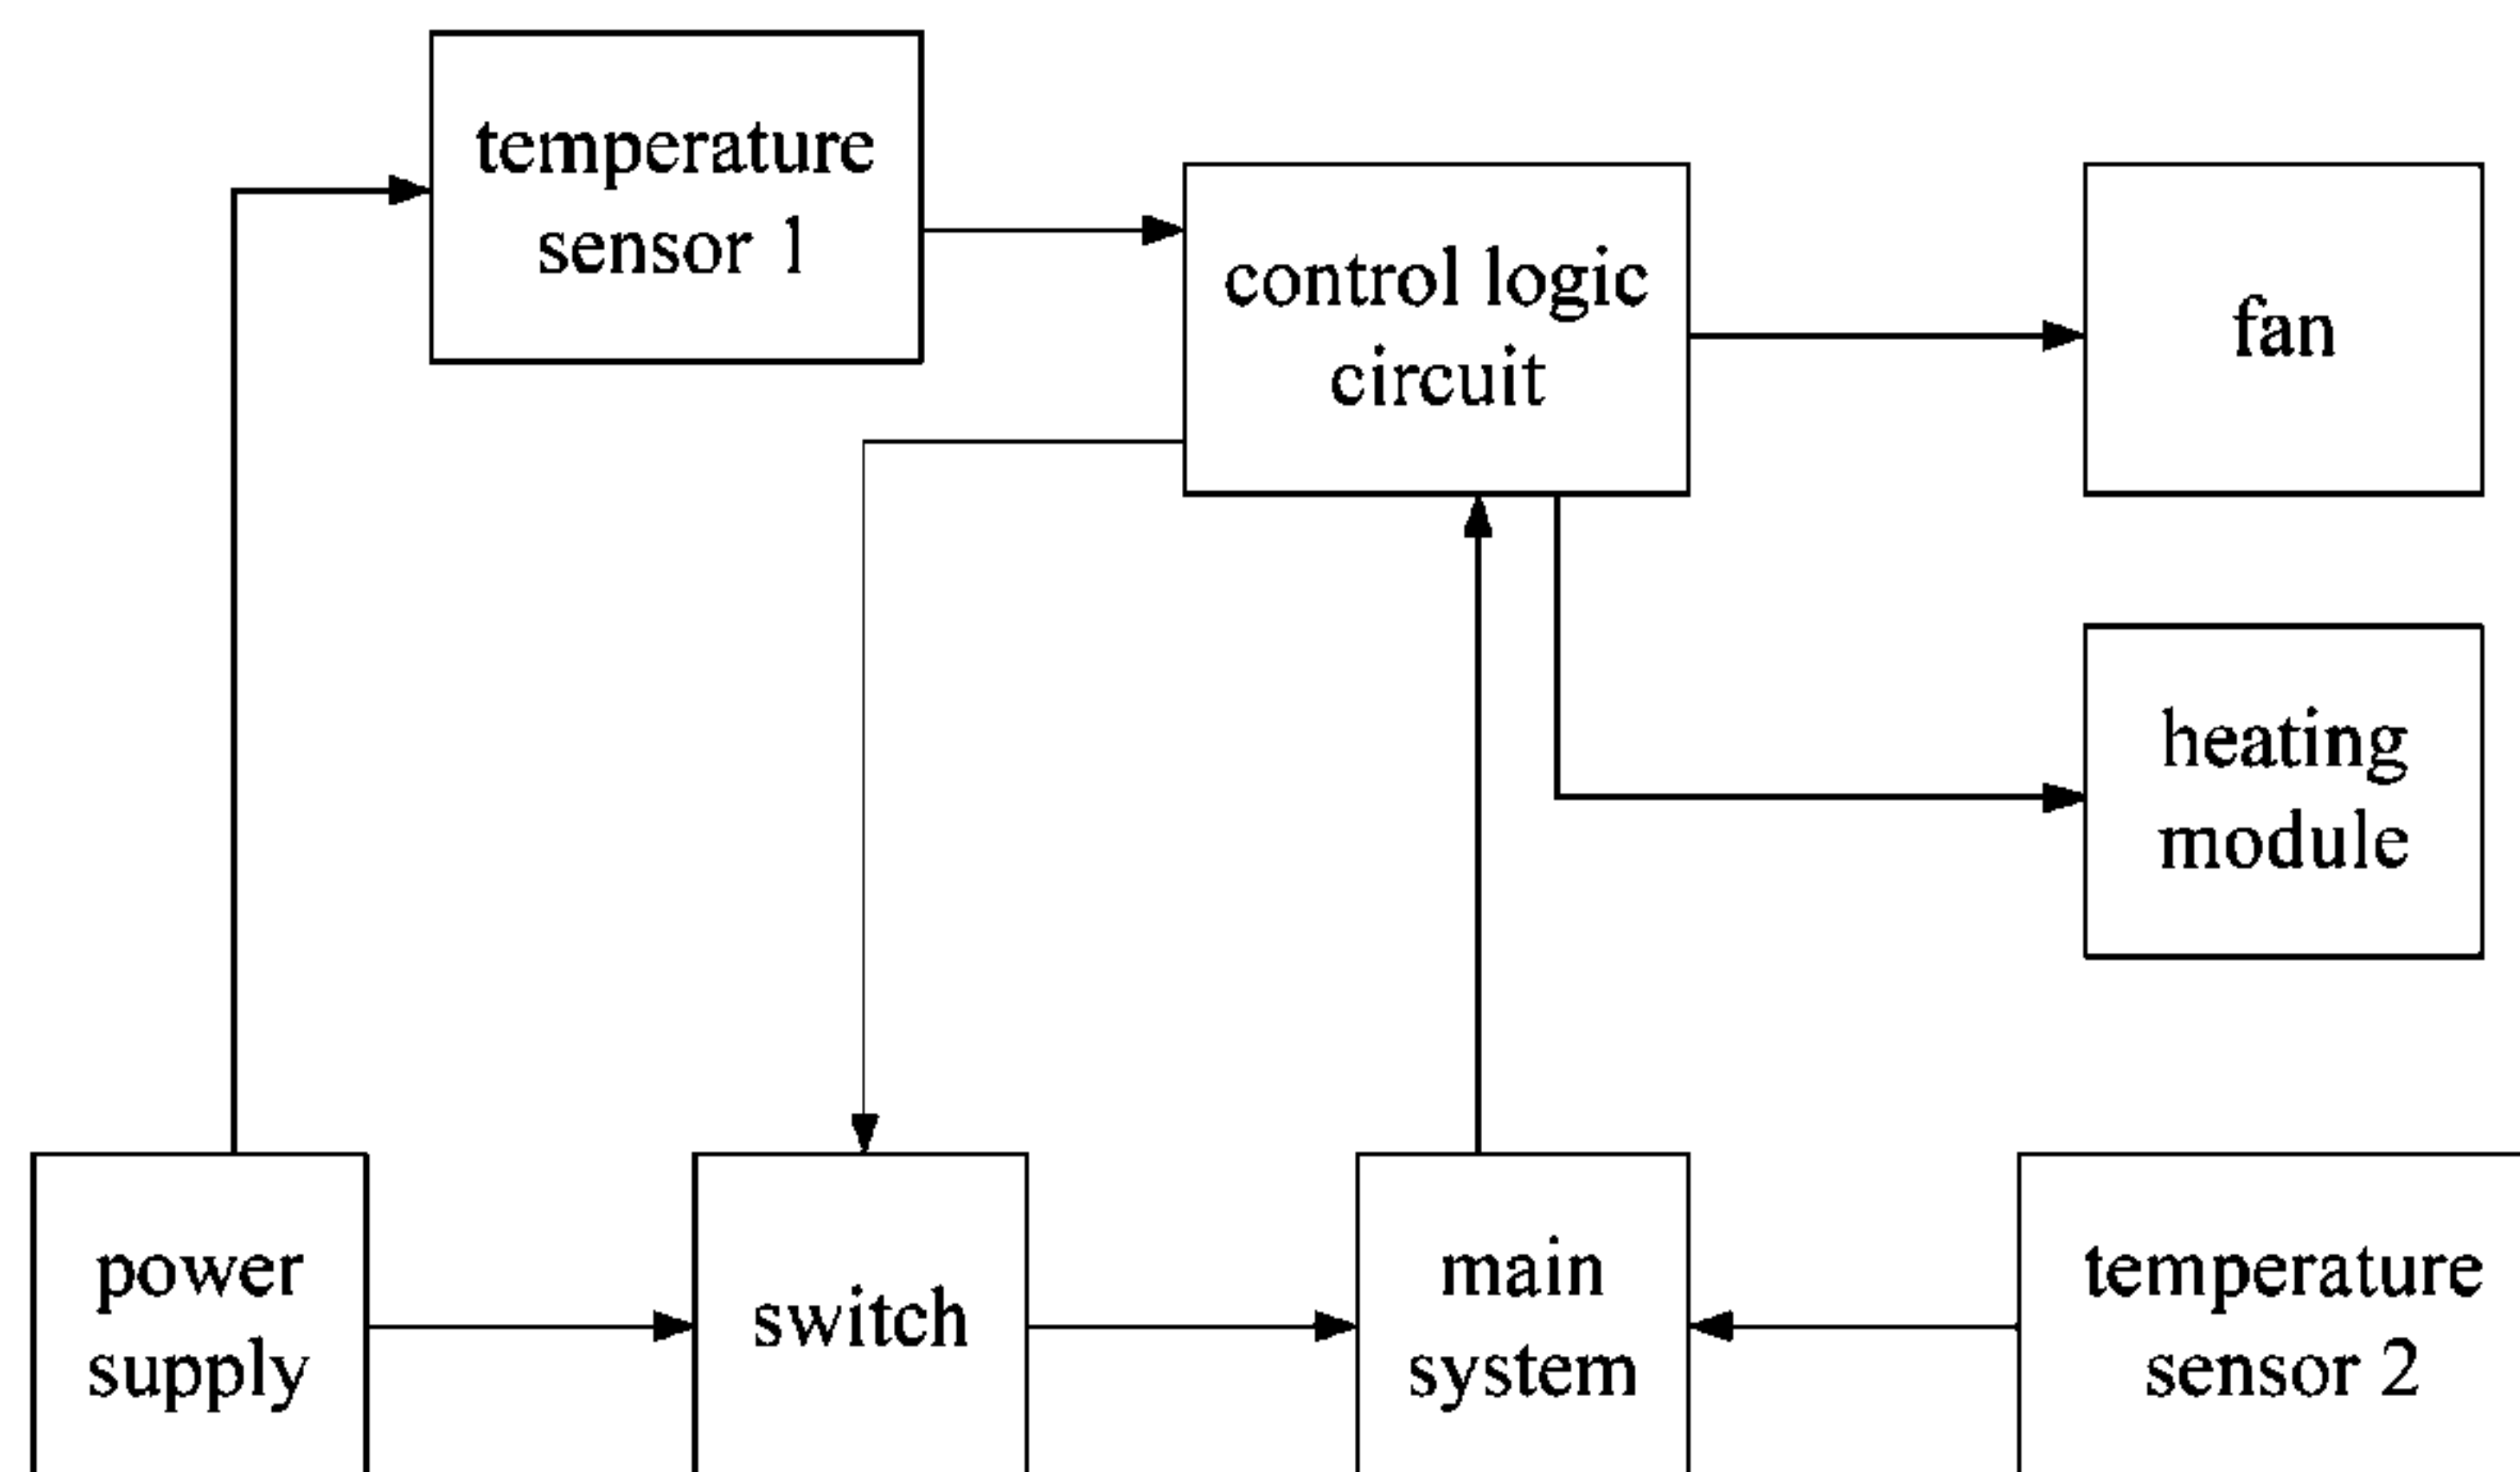 temperature
sensor 1
control logic
circuit
fan
heating
module
power
supply
switch
main
system
temperature
sensor 2